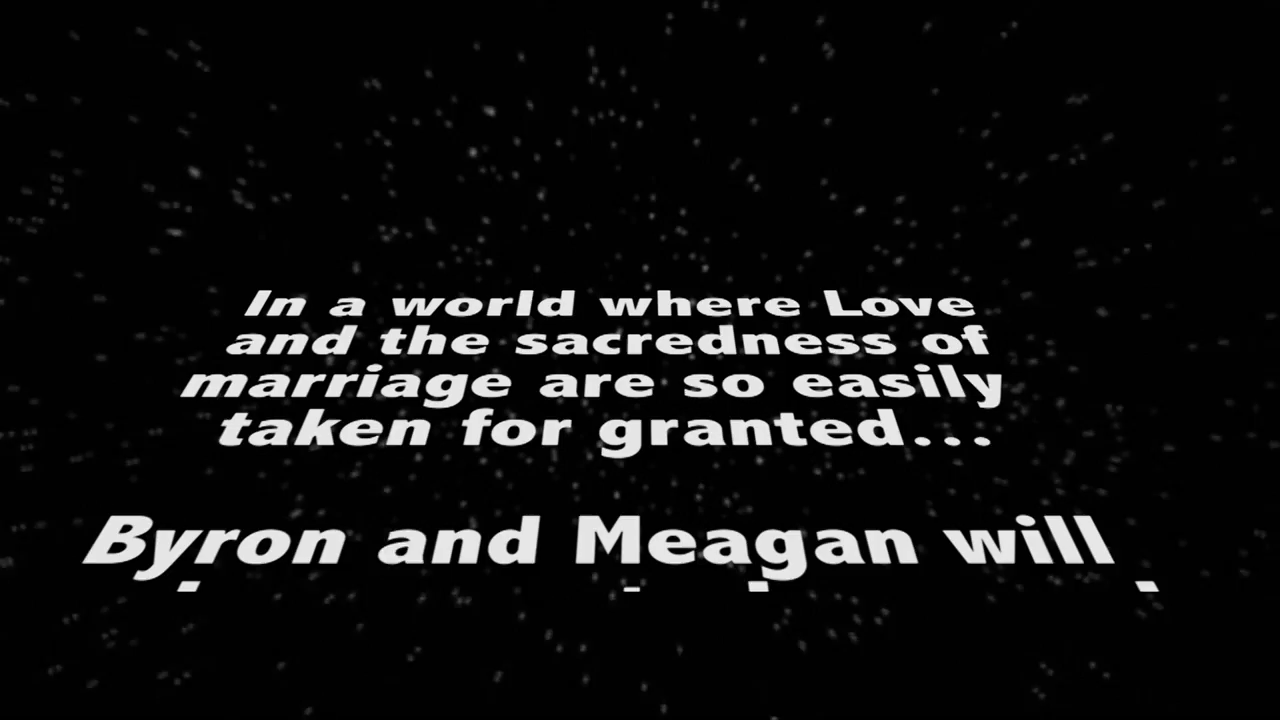 In a world where Love
and the sacredness of
marriage are so easily
taken for granted...
Byron and Meagan will